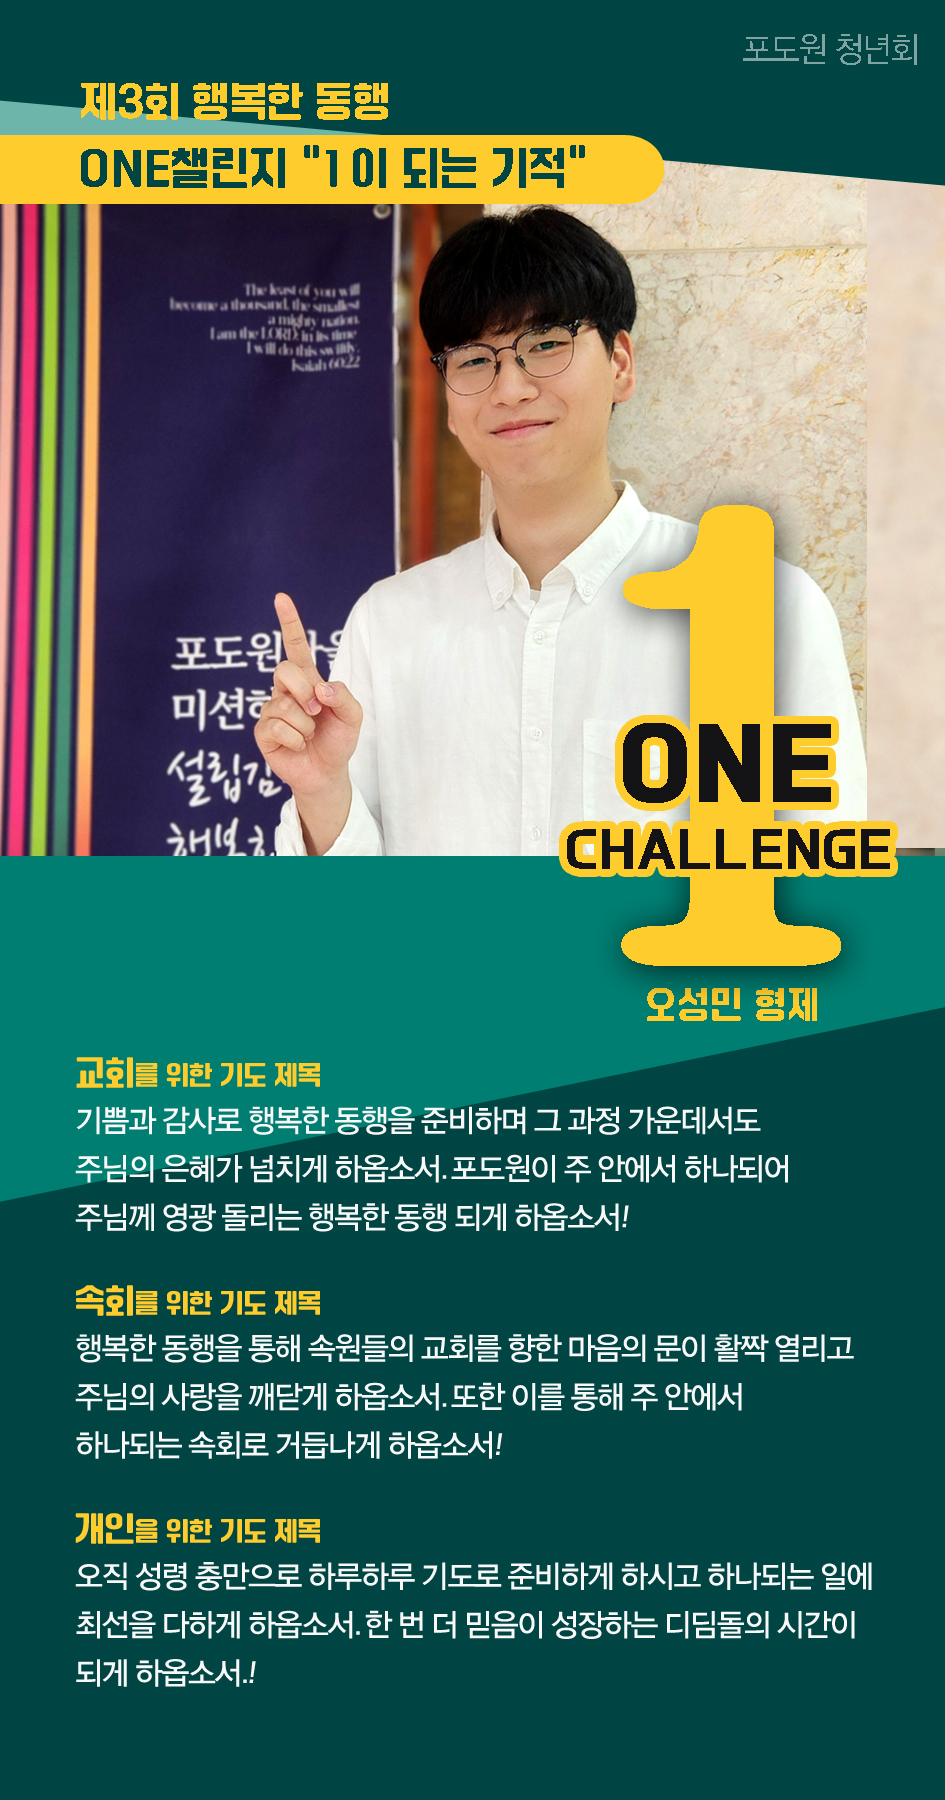 포도원 청년회
제3회 행복한 동행
ONE챌린지 "1이 되는 기적"
The least of you will
become a thousand, the smallest
a mighty nation.
I am the LORD; in its time
I will do this swiftly.
Isaiah 60:22
포도원
미션
설립
행복한
1
ONE
CHALLENGE
오성민 형제
교회를 위한 기도 제목
기쁨과 감사로 행복한 동행을 준비하며 그 과정 가운데서도
주님의 은혜가 넘치게 하옵소서. 포도원이 주 안에서 하나되어
주님께 영광 돌리는 행복한 동행 되게 하옵소서!
속회를 위한 기도 제목
행복한 동행을 통해 속원들의 교회를 향한 마음의 문이 활짝 열리고
주님의 사랑을 깨닫게 하옵소서. 또한 이를 통해 주 안에서
하나되는 속회로 거듭나게 하옵소서!
개인을 위한 기도 제목
오직 성령 충만으로 하루하루 기도로 준비하게 하시고 하나되는 일에
최선을 다하게 하옵소서. 한 번 더 믿음이 성장하는 디딤돌의 시간이
되게 하옵소서.!